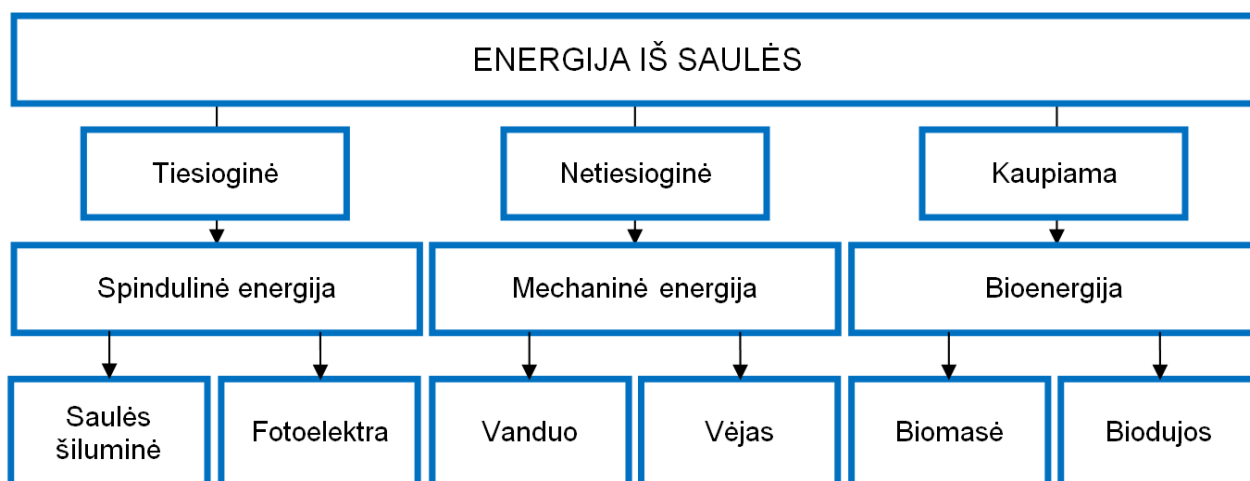 ENERGIJA IŠ SAULĖS
Tiesioginė
Netiesioginė
Kaupiama
Spindulinė energija
Mechaninė energija
Bioenergija
Saulės
šiluminė
Fotoelektra
Vanduo
Vėjas
Biomasė
Biodujos